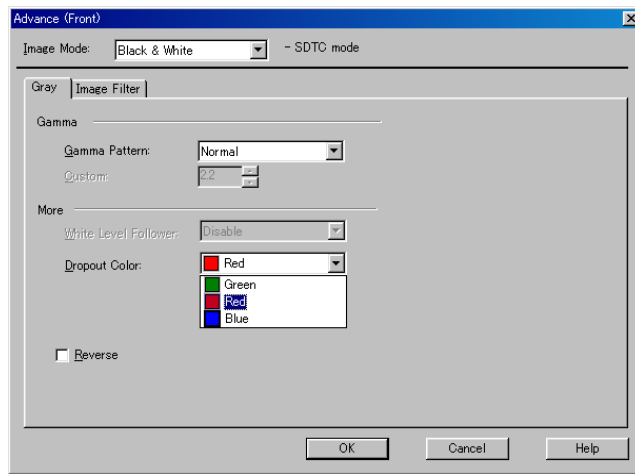 Advance (Front)
Image Mode: Black & White - SDTC mode
Gray Image Filter
Gamma
Gamma Pattern: Normal
Custom: 2.2
More
White Level Follower: Disable
Dropout Color: Red
Green
Red
Blue
Reverse
OK Cancel Help